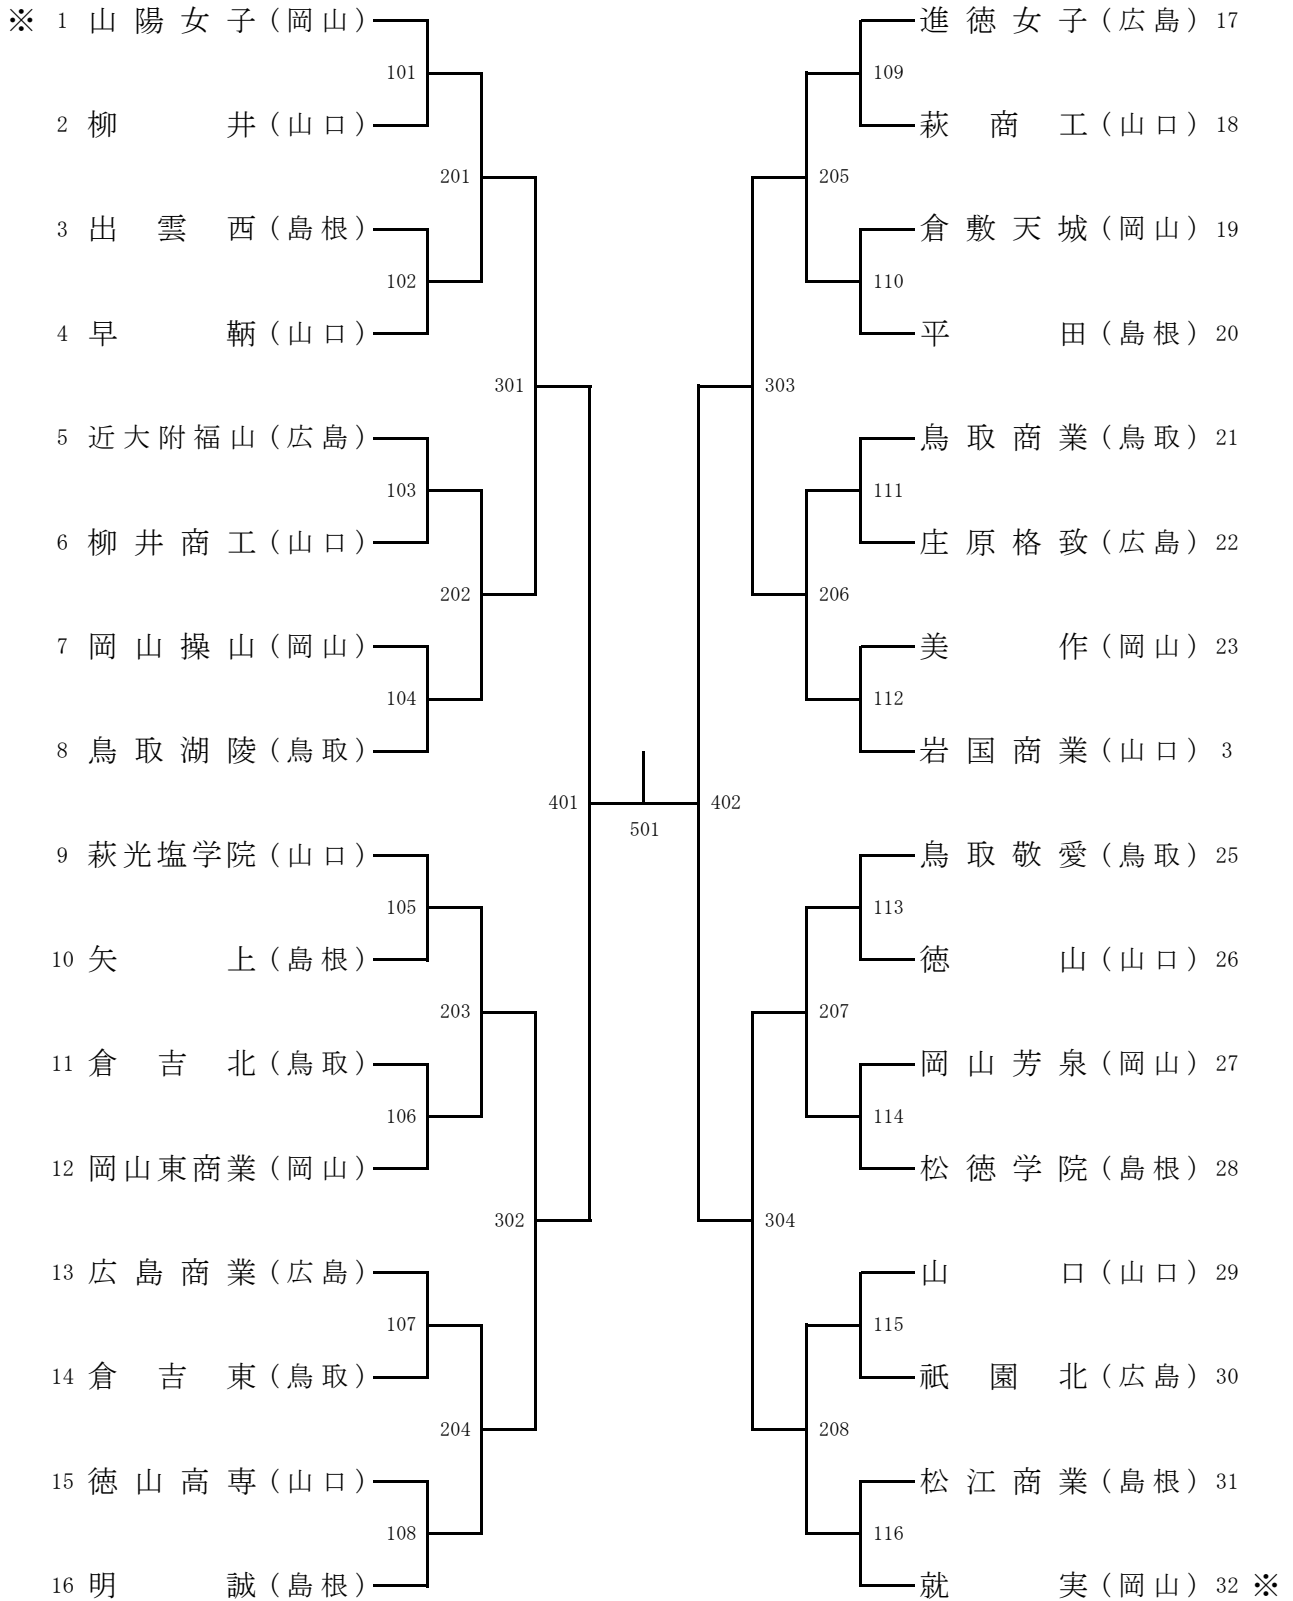 ※ 1 山陽女子(岡山)
101
2 柳井(山口)
201
3 出雲西(島根)
102
4 早鞆(山口)
301
5 近大附福山(広島)
103
6 柳井商工(山口)
202
7 岡山操山(岡山)
104
8 鳥取湖陵(鳥取)
401
9 萩光塩学院(山口)
105
10 矢上(島根)
203
11 倉吉北(鳥取)
106
12 岡山東商業(岡山)
302
13 広島商業(広島)
107
14 倉吉東(鳥取)
204
15 徳山高専(山口)
108
16 明誠(島根)
501
進徳女子(広島) 17
109
萩商工(山口) 18
205
倉敷天城(岡山) 19
110
平田(島根) 20
303
鳥取商業(鳥取) 21
111
庄原格致(広島) 22
206
美作(岡山) 23
112
岩国商業(山口) 3
402
鳥取敬愛(鳥取) 25
113
徳山(山口) 26
207
岡山芳泉(岡山) 27
114
松徳学院(島根) 28
304
山口(山口) 29
115
祇園北(広島) 30
208
松江商業(島根) 31
116
就実(岡山) 32 ※